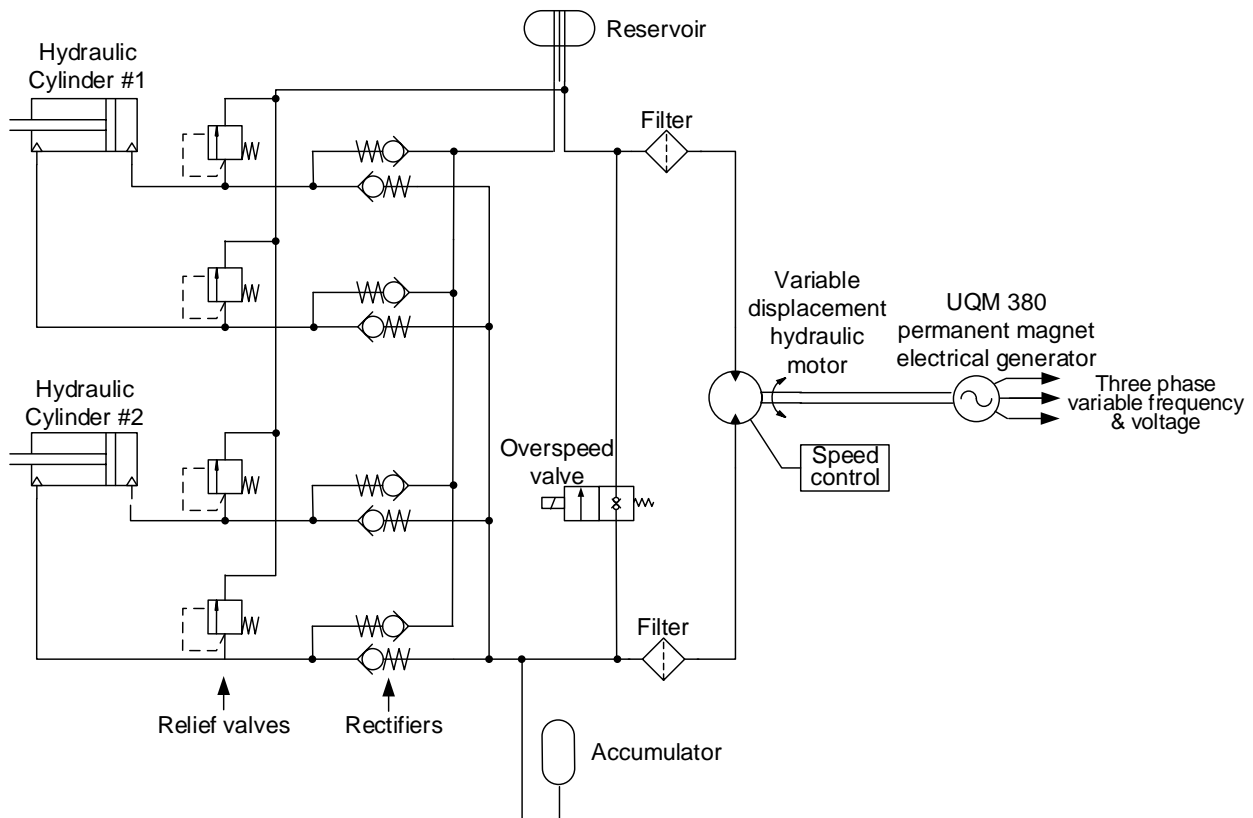 Reservoir
Hydraulic
Cylinder #1
Filter
Variable
displacement
hydraulic
motor
UQM 380
permanent magnet
electrical generator
Three phase
variable frequency
& voltage
Hydraulic
Cylinder #2
Overspeed
valve
Speed
control
Filter
Relief valves
Rectifiers
Accumulator